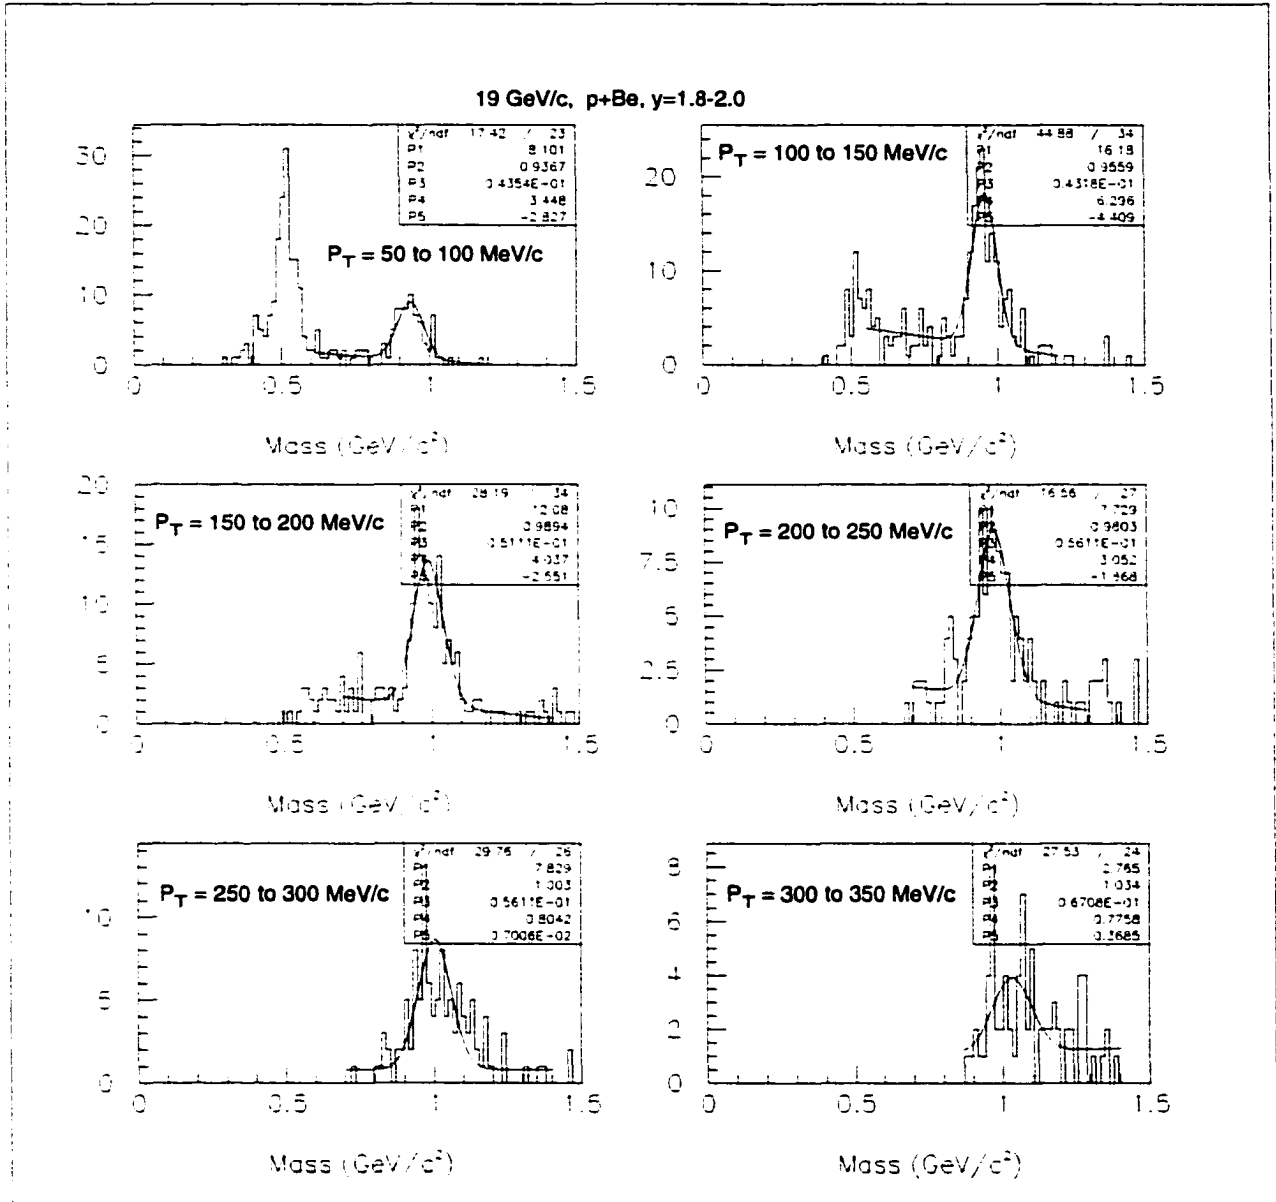 19 GeV/c, p+Be, y=1.8-2.0
χ²/ndf 17.42 / 23
P1 8.101
P2 0.9367
P3 0.4354E-01
P4 3.448
P5 -2.827
P_T = 50 to 100 MeV/c
30
20
10
0
0 0.5 1 1.5
Mass (GeV/c²)
χ²/ndf 44.88 / 34
P1 16.18
P2 0.9559
P3 0.4318E-01
P4 6.296
P5 -4.409
P_T = 100 to 150 MeV/c
20
10
0
0 0.5 1 1.5
Mass (GeV/c²)
χ²/ndf 28.19 / 34
P1 12.08
P2 0.9894
P3 0.5111E-01
P4 4.037
P5 -2.551
P_T = 150 to 200 MeV/c
20
15
10
5
0
0 0.5 1 1.5
Mass (GeV/c²)
χ²/ndf 16.56 / 27
P1 7.729
P2 0.9803
P3 0.5611E-01
P4 3.052
P5
P_T = 200 to 250 MeV/c
10
7.5
5
2.5
0
0 0.5 1 1.5
Mass (GeV/c²)
χ²/ndf 29.76 / 26
P1 7.829
P2 1.003
P3 0.5611E-01
P4 0.8042
P5 0.7006E-02
P_T = 250 to 300 MeV/c
10
5
0
0 0.5 1 1.5
Mass (GeV/c²)
χ²/ndf 27.53 / 24
P1 2.765
P2 1.034
P3 0.6708E-01
P4 0.7758
P5 0.3685
P_T = 300 to 350 MeV/c
8
6
4
2
0
0 0.5 1 1.5
Mass (GeV/c²)